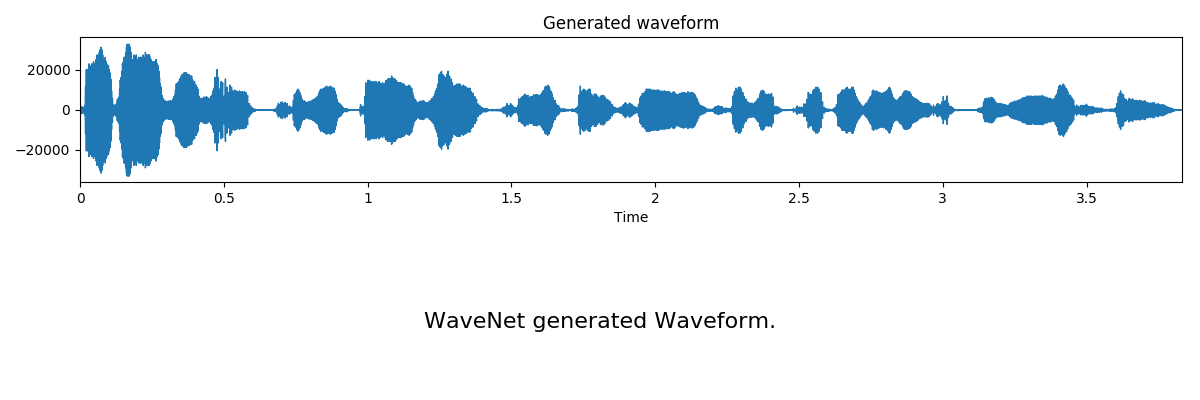 Generated waveform
20000
0
−20000
0 0.5 1 1.5 2 2.5 3 3.5
Time
WaveNet generated Waveform.